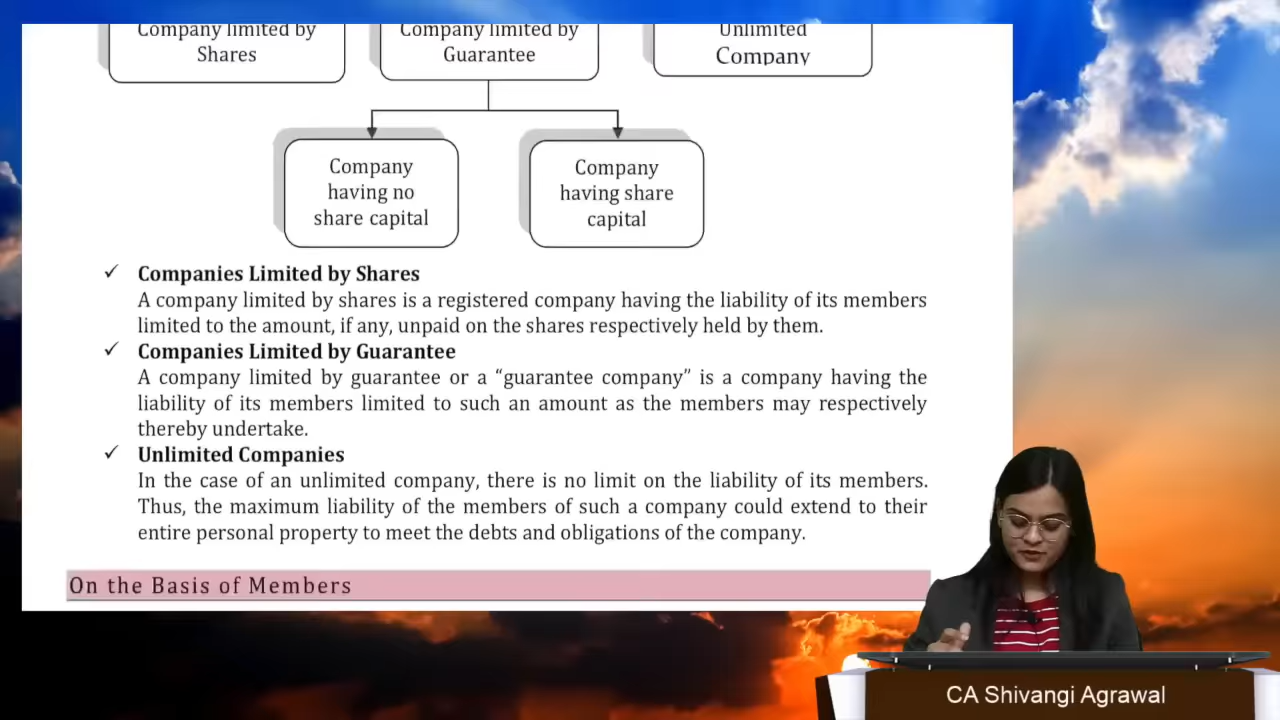 Company limited by
Shares
Company limited by
Guarantee
Unlimited
Company
Company
having no
share capital
Company
having share
capital
✓ Companies Limited by Shares
A company limited by shares is a registered company having the liability of its members
limited to the amount, if any, unpaid on the shares respectively held by them.
✓ Companies Limited by Guarantee
A company limited by guarantee or a “guarantee company” is a company having the
liability of its members limited to such an amount as the members may respectively
thereby undertake.
✓ Unlimited Companies
In the case of an unlimited company, there is no limit on the liability of its members.
Thus, the maximum liability of the members of such a company could extend to their
entire personal property to meet the debts and obligations of the company.
On the Basis of Members
CA Shivangi Agrawal